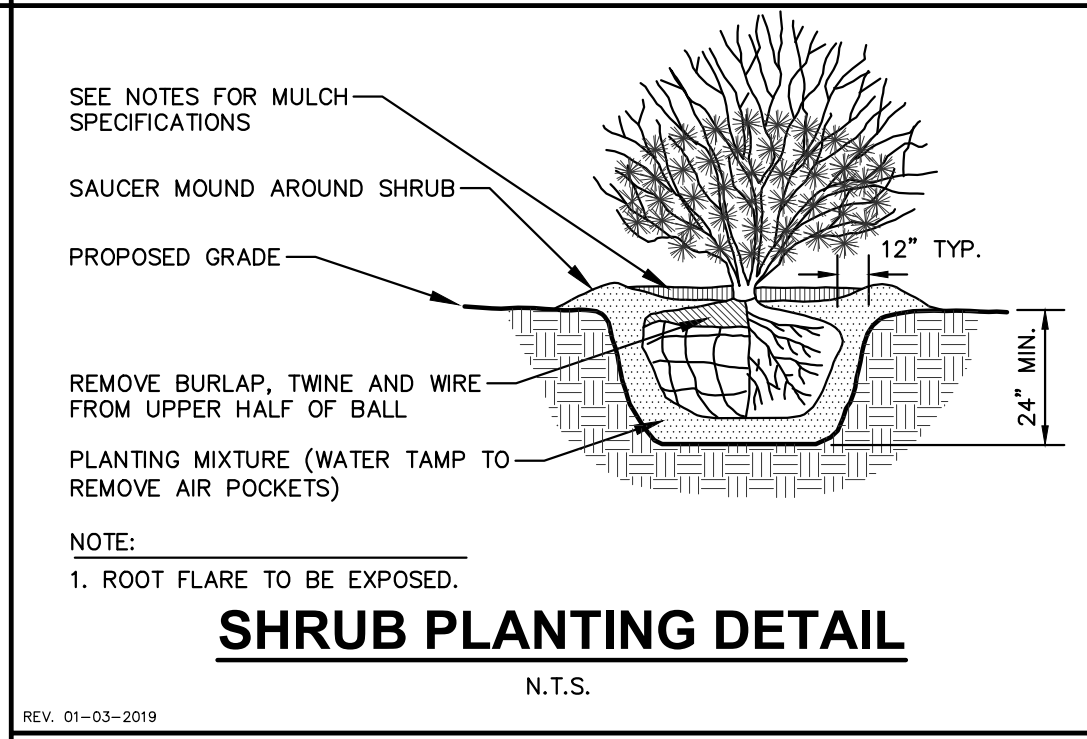 SEE NOTES FOR MULCH
SPECIFICATIONS
SAUCER MOUND AROUND SHRUB
PROPOSED GRADE
12" TYP.
24" MIN.
REMOVE BURLAP, TWINE AND WIRE
FROM UPPER HALF OF BALL
PLANTING MIXTURE (WATER TAMP TO
REMOVE AIR POCKETS)
NOTE:
1. ROOT FLARE TO BE EXPOSED.
SHRUB PLANTING DETAIL
N.T.S.
REV. 01-03-2019